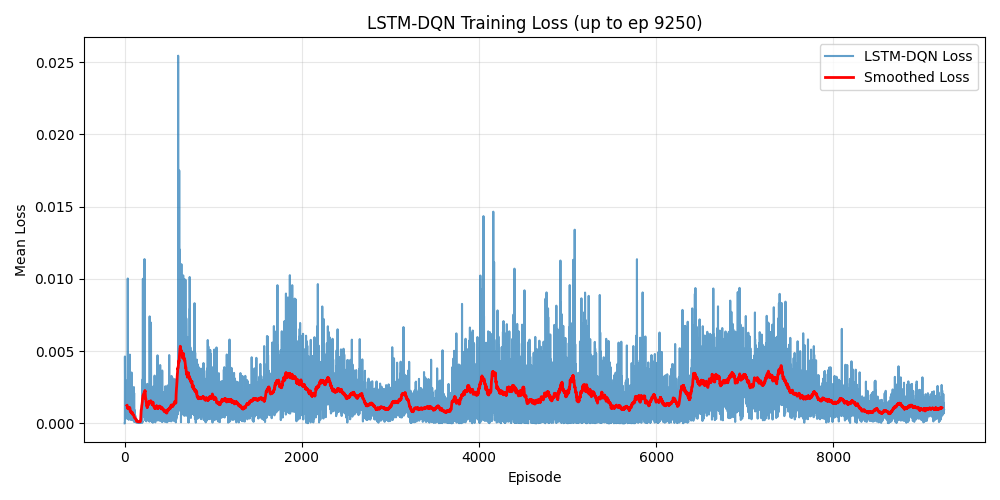 LSTM-DQN Training Loss (up to ep 9250)
LSTM-DQN Loss
Smoothed Loss
Mean Loss
0.025
0.020
0.015
0.010
0.005
0.000
0 2000 4000 6000 8000
Episode